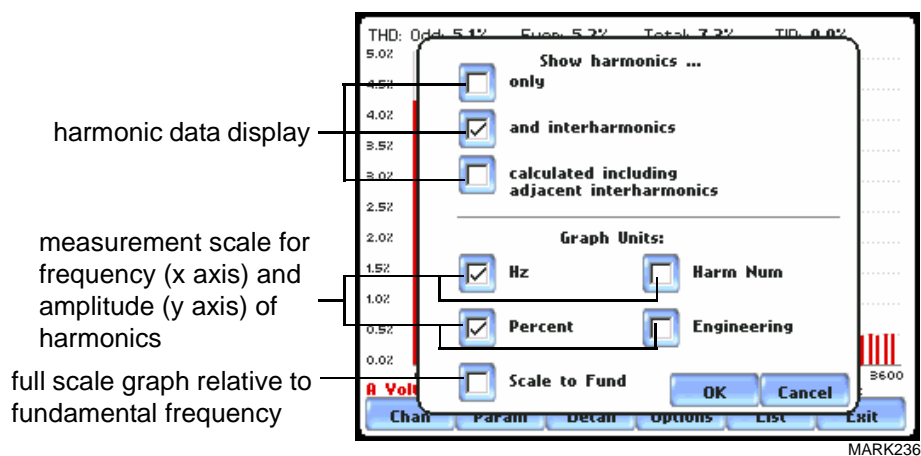 THD: Odd: 5.1% Even: 5.2% Total: 7.3% TID: 0.0%
5.0%
4.5%
4.0%
3.5%
3.0%
2.5%
2.0%
1.5%
1.0%
0.5%
0.0%
Show harmonics ...
only
and interharmonics
calculated including
adjacent interharmonics
Graph Units:
Hz
Harm Num
Percent
Engineering
Scale to Fund
OK
Cancel
3600
A Vol
Chan Param Detail Options List Exit
harmonic data display
measurement scale for
frequency (x axis) and
amplitude (y axis) of
harmonics
full scale graph relative to
fundamental frequency
MARK236